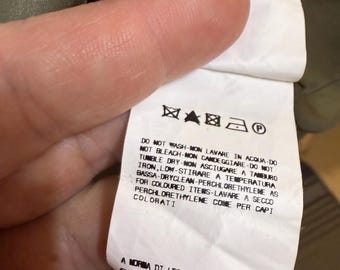 P
DO NOT WASH-NON LAVARE IN ACQUA-DO
NOT BLEACH-NON CANDEGGIARE-DO NOT
TUMBLE DRY-NON ASCIUGARE A TAMBURO
IRON,LOW-STIRARE A TEMPERATURA
BASSA-DRYCLEAN-PERCHLORETHYLENE AS
FOR COLOURED ITEMS-LAVARE A SECCO
PERCHLORETHYLENE COME PER CAPI
COLORATI
A NORMA DI